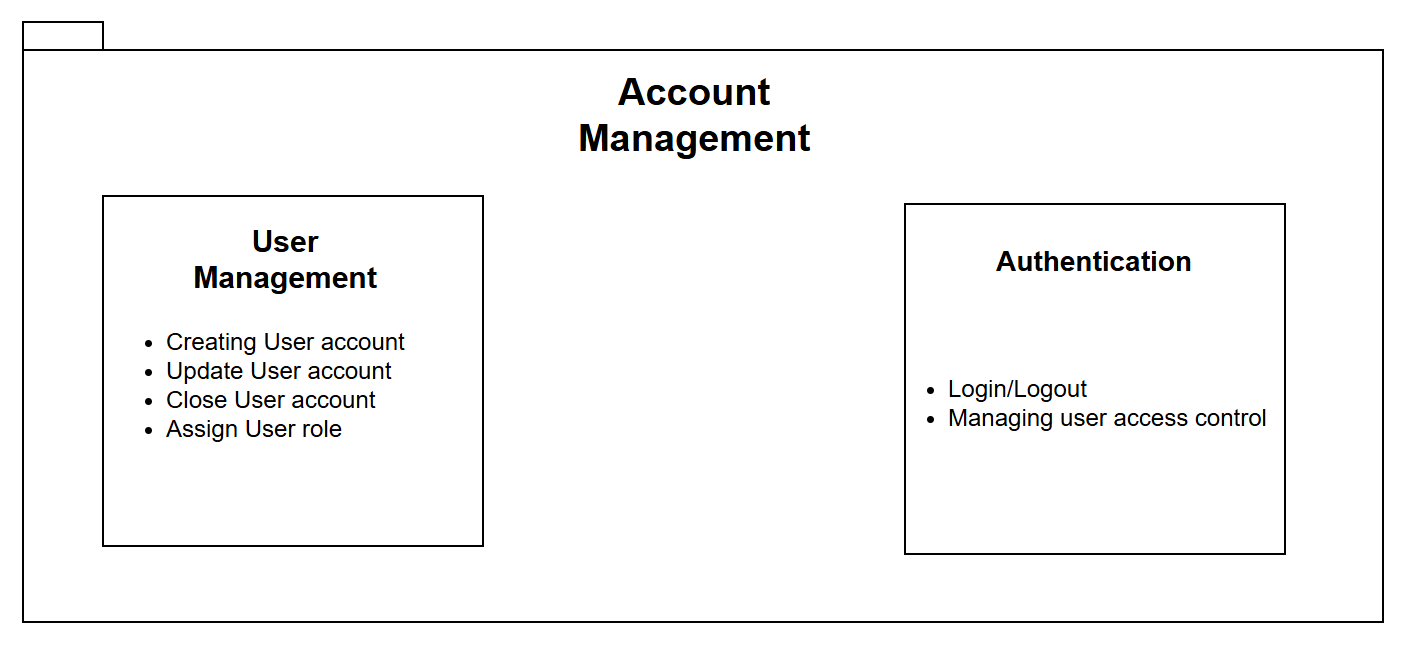 Account
Management
User
Management
• Creating User account
• Update User account
• Close User account
• Assign User role
Authentication
• Login/Logout
• Managing user access control